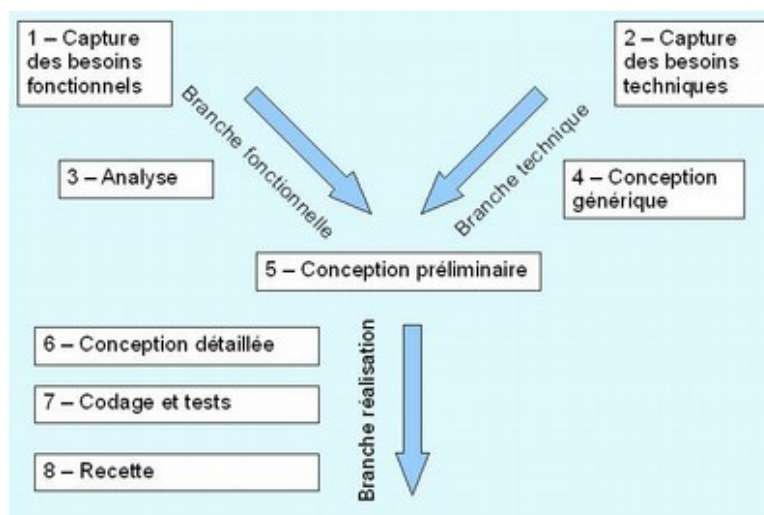 1 – Capture
des besoins
fonctionnels
2 – Capture
des besoins
techniques
Branche fonctionnelle
Branche technique
3 – Analyse
4 – Conception
générique
5 – Conception préliminaire
6 – Conception détaillée
7 – Codage et tests
8 – Recette
Branche réalisation